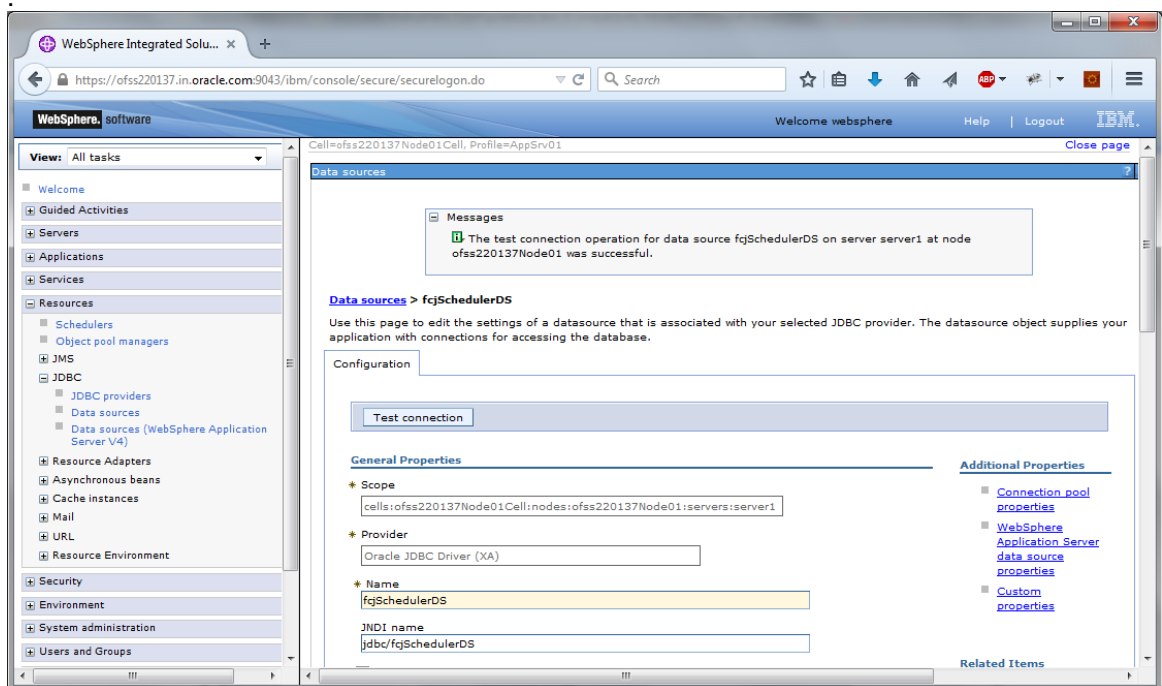 WebSphere Integrated Solu... × +
https://ofss220137.in.oracle.com:9043/ibm/console/secure/securelogon.do
Search
ABP
WebSphere. software
Welcome websphere
Help | Logout
IBM.
View: All tasks
Welcome
Guided Activities
Servers
Applications
Services
Resources
Schedulers
Object pool managers
JMS
JDBC
JDBC providers
Data sources
Data sources (WebSphere Application
Server V4)
Resource Adapters
Asynchronous beans
Cache instances
Mail
URL
Resource Environment
Security
Environment
System administration
Users and Groups
Cell=ofss220137Node01Cell, Profile=AppSrv01
Close page
Data sources
?
Messages
The test connection operation for data source fcjSchedulerDS on server server1 at node
ofss220137Node01 was successful.
Data sources > fcjSchedulerDS
Use this page to edit the settings of a datasource that is associated with your selected JDBC provider. The datasource object supplies your
application with connections for accessing the database.
Configuration
Test connection
General Properties
* Scope
cells:ofss220137Node01Cell:nodes:ofss220137Node01:servers:server1
* Provider
Oracle JDBC Driver (XA)
* Name
fcjSchedulerDS
JNDI name
jdbc/fcjSchedulerDS
Additional Properties
Connection pool
properties
WebSphere
Application Server
data source
properties
Custom
properties
Related Items